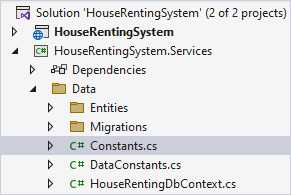 Solution 'HouseRentingSystem' (2 of 2 projects)
HouseRentingSystem
C# HouseRentingSystem.Services
Dependencies
Data
Entities
Migrations
C# Constants.cs
C# DataConstants.cs
C# HouseRentingDbContext.cs